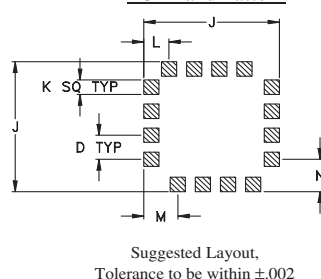 J
L
K SQ TYP
J
D TYP
N
M
Suggested Layout,
Tolerance to be within ±.002